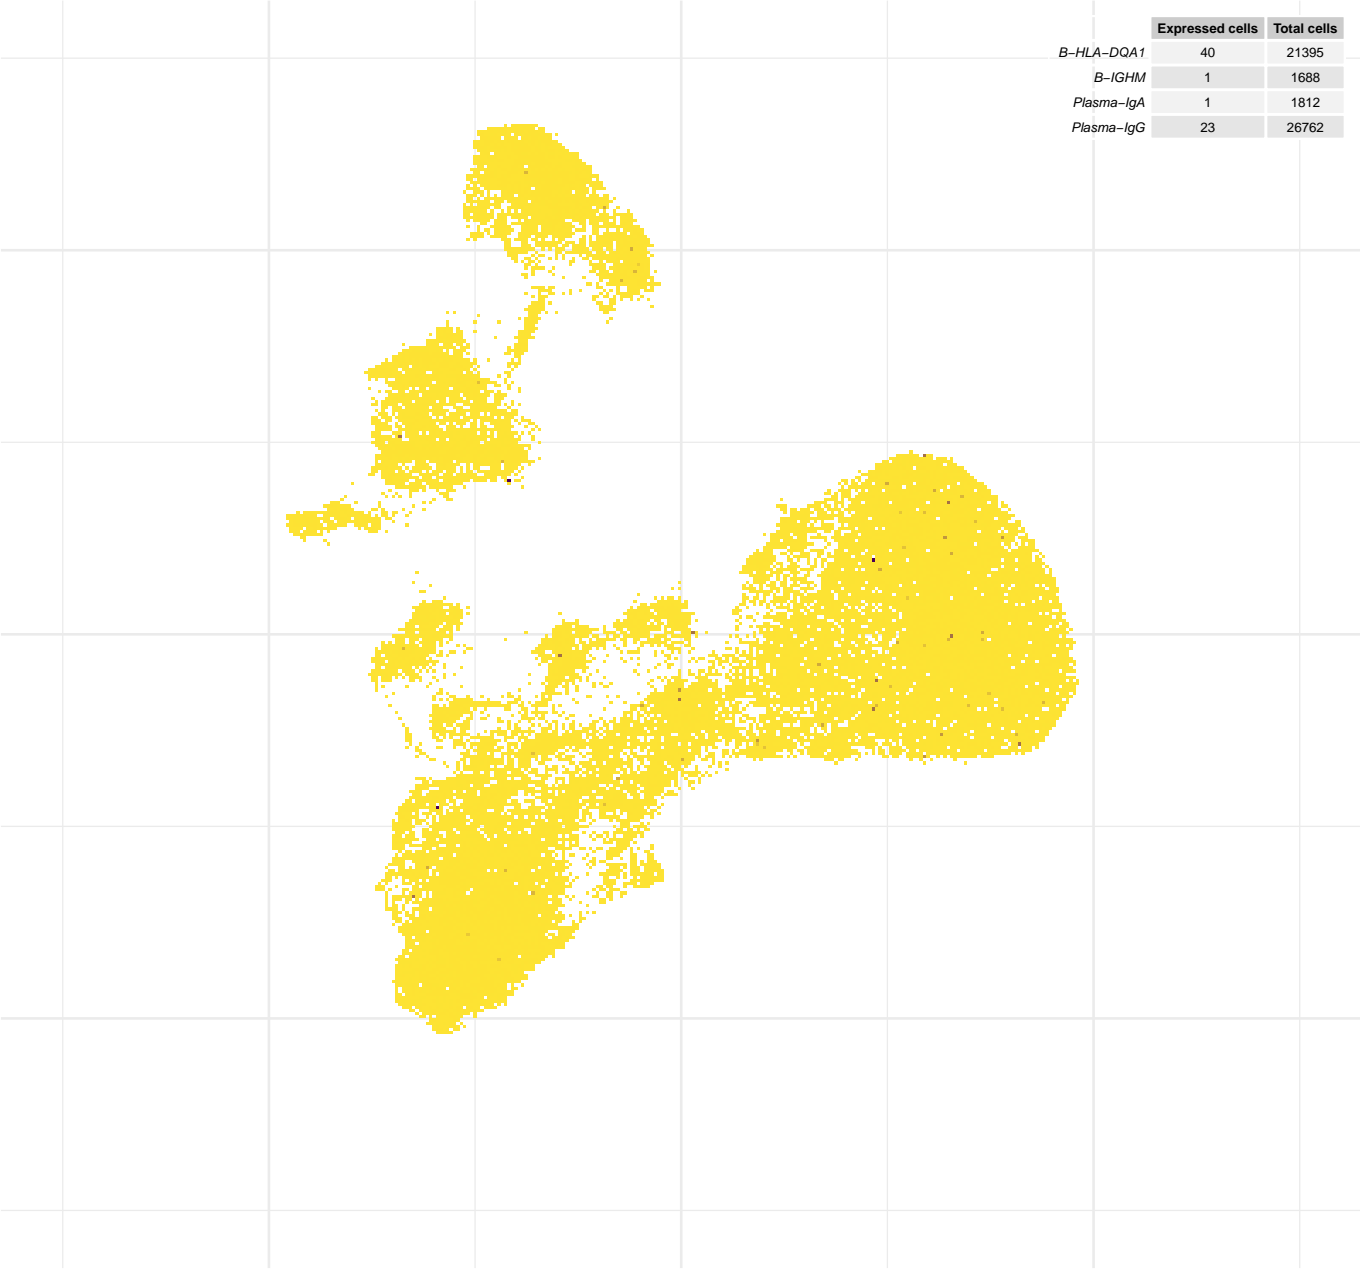 Expressed cells Total cells
B−HLA−DQA1 40 21395
B−IGHM 1 1688
Plasma−IgA 1 1812
Plasma−IgG 23 26762